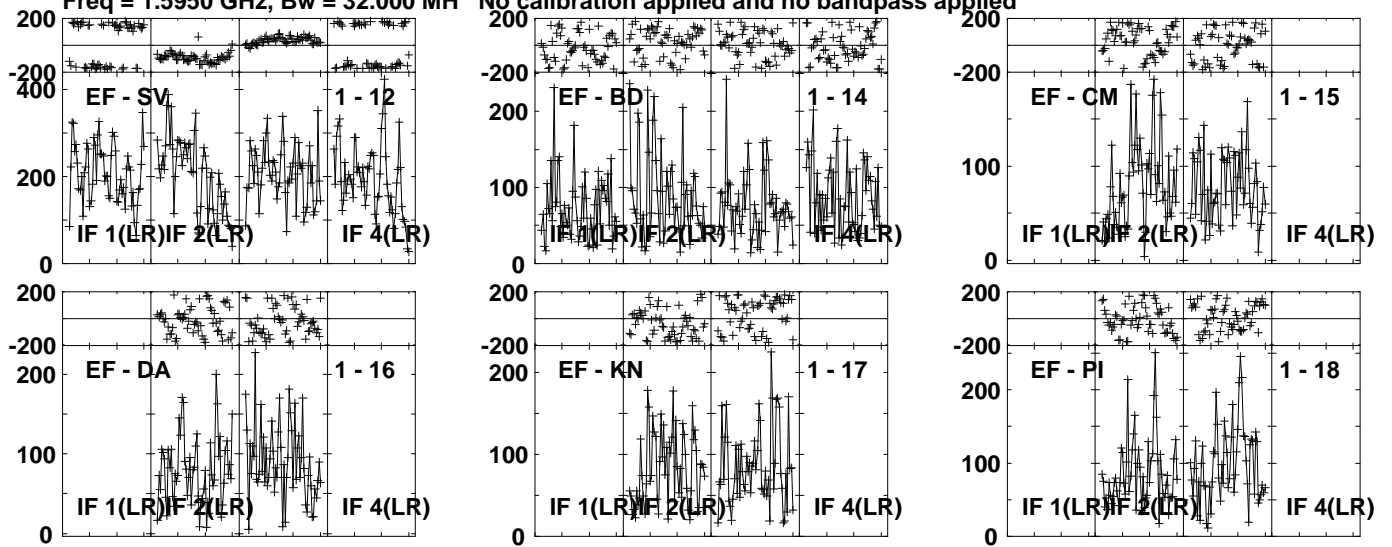 Freq = 1.5950 GHz, Bw = 32.000 MH No calibration applied and no bandpass applied
200 200 200
-200 -200 -200
400 EF - SV 1 - 12 200 EF - BD 1 - 14 200 EF - CM 1 - 15
200 100 100
IF 1(LR) IF 2(LR) IF 4(LR) IF 1(LR) IF 2(LR) IF 4(LR) IF 1(LR) IF 2(LR) IF 4(LR)
0 0 0
200 200 200
-200 -200 -200
200 EF - DA 1 - 16 200 EF - KN 1 - 17 200 EF - PI 1 - 18
100 100 100
IF 1(LR) IF 2(LR) IF 4(LR) IF 1(LR) IF 2(LR) IF 4(LR) IF 1(LR) IF 2(LR) IF 4(LR)
0 0 0